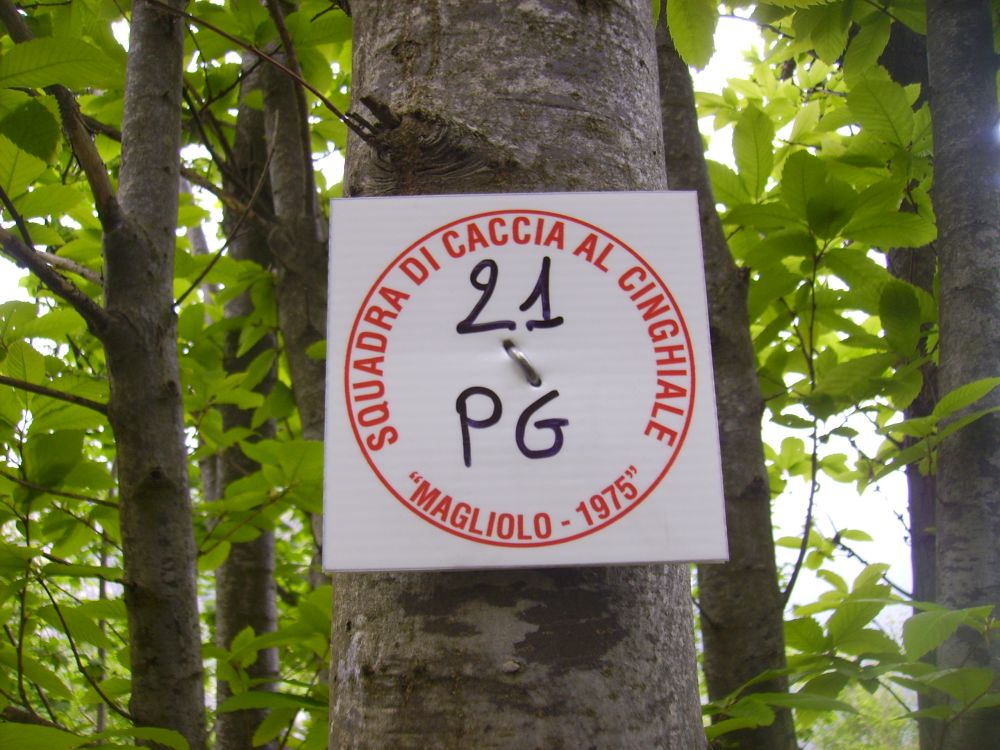 SQUADRA DI CACCIA AL CINGHIALE
21
PG
"MAGLIOLO - 1975"